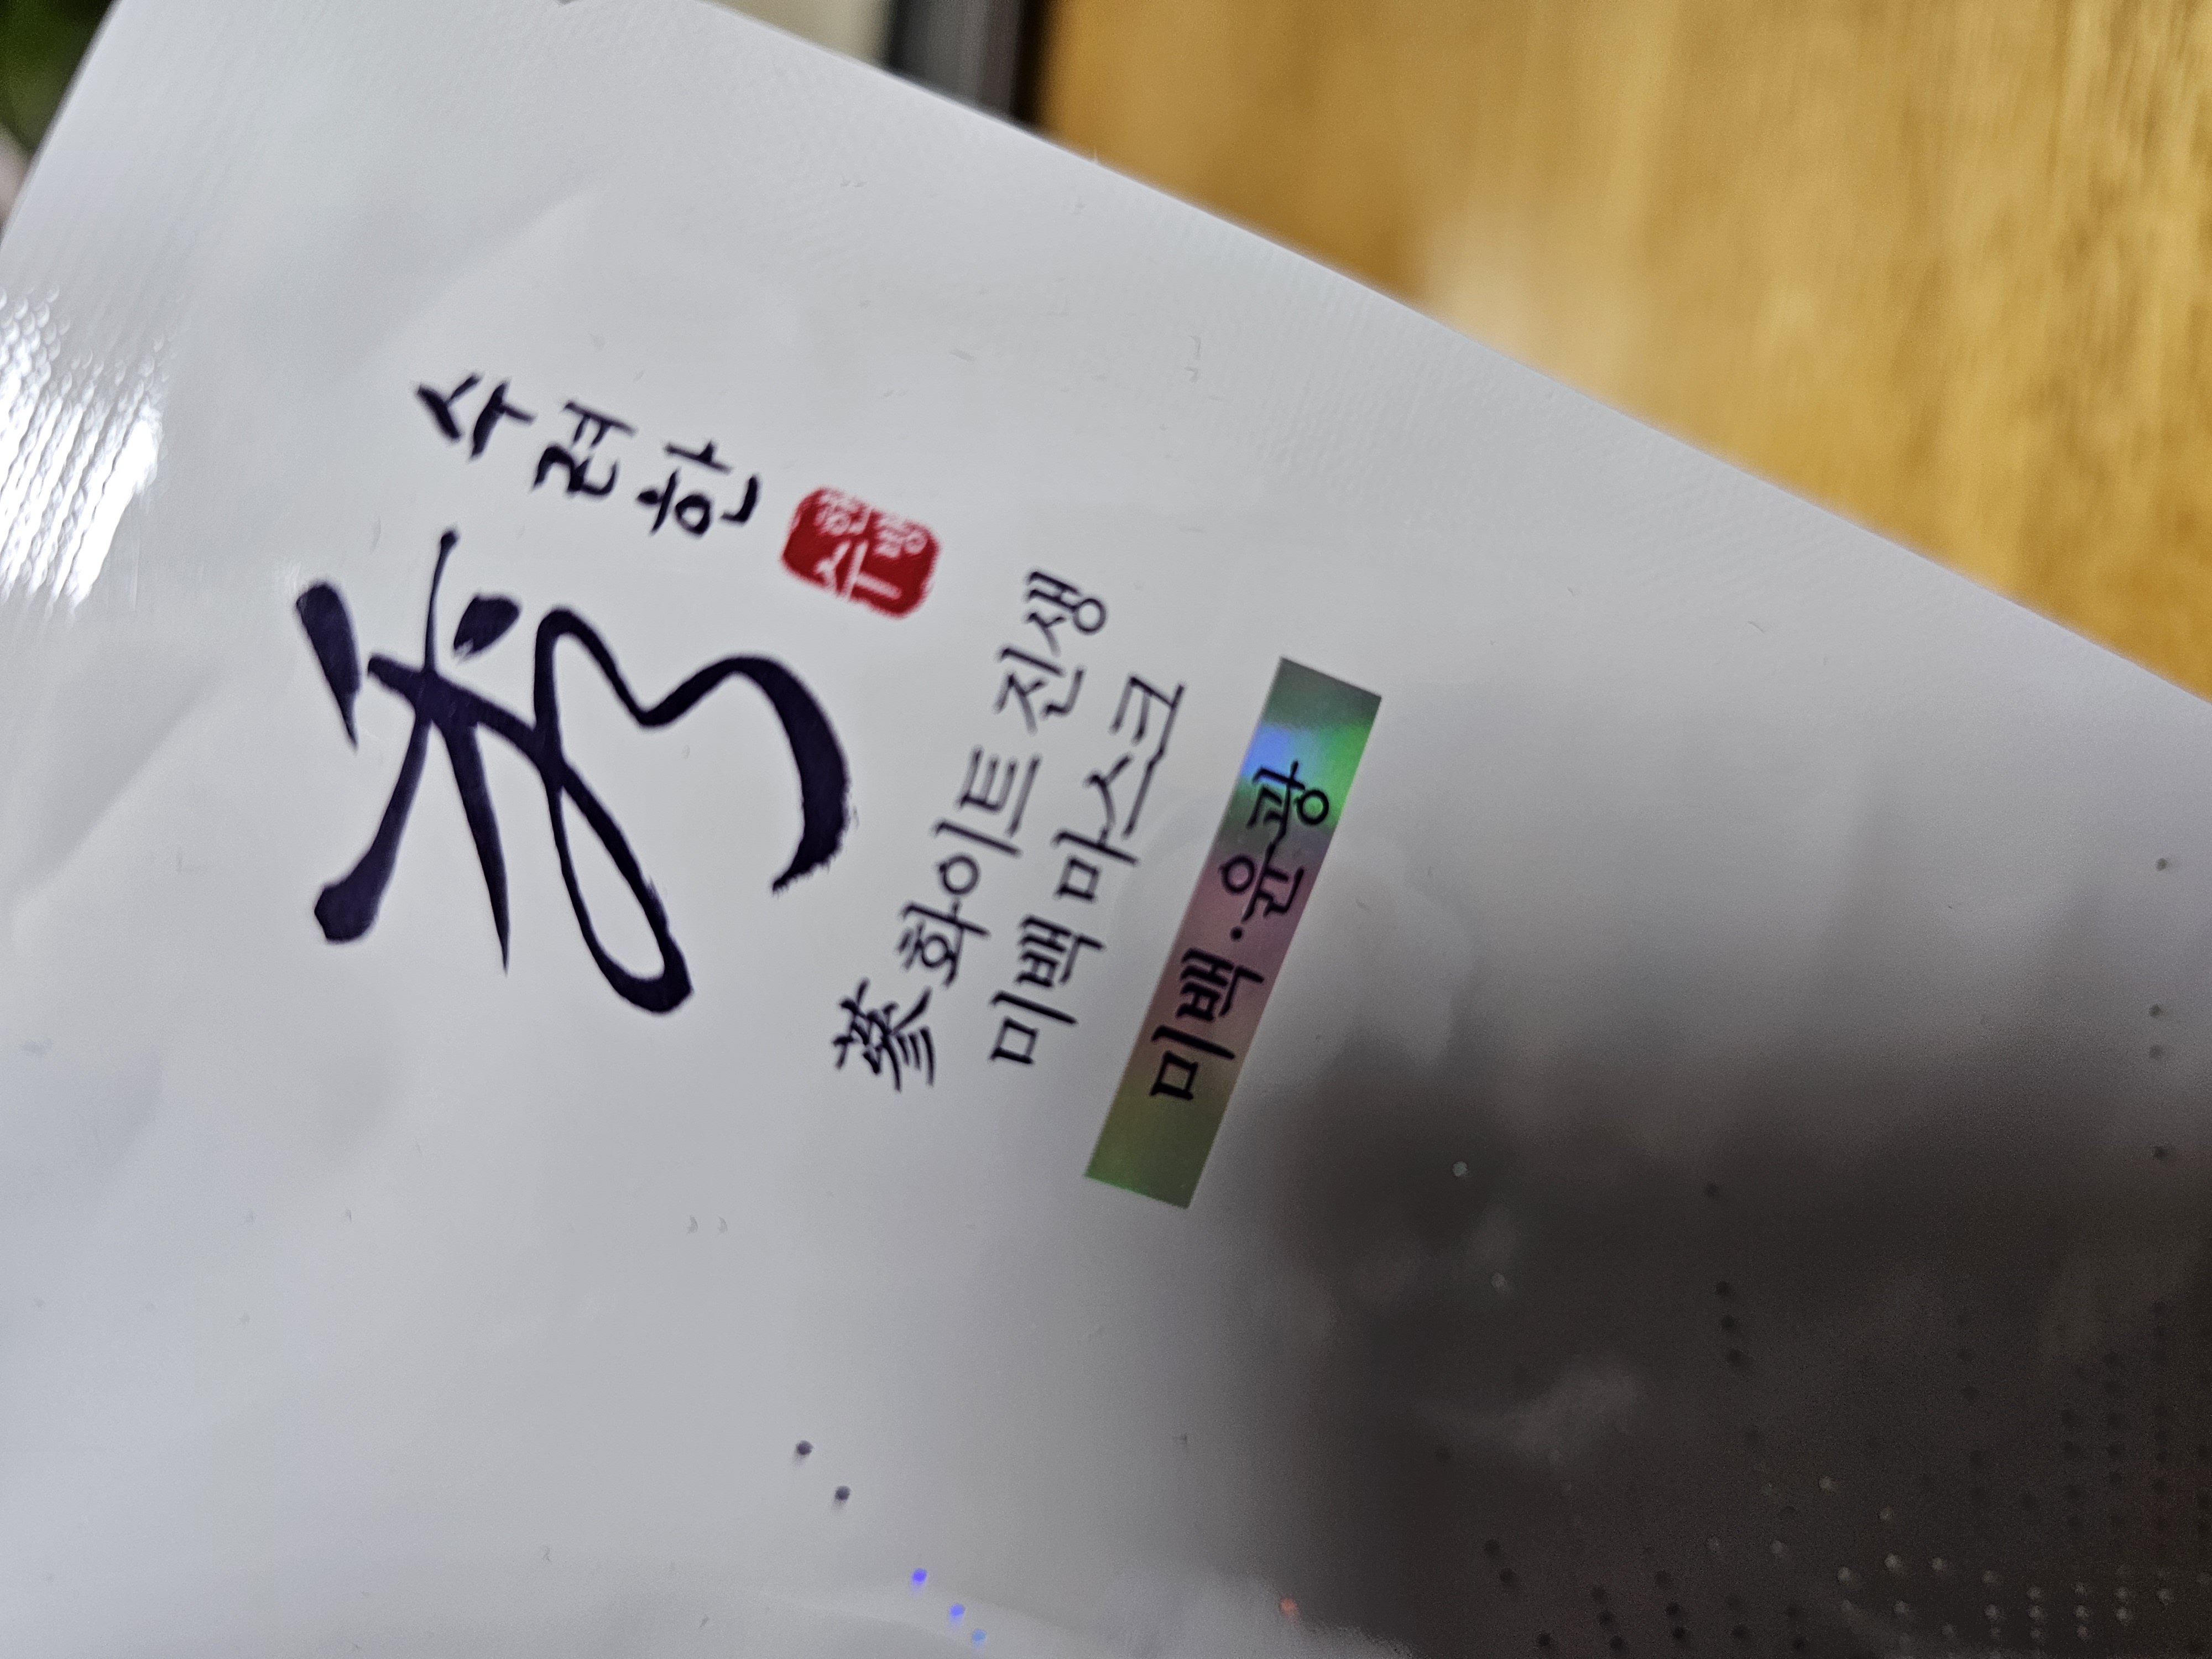 秀
수려한
蔘 화이트 진생
미백 마스크
미백·윤광